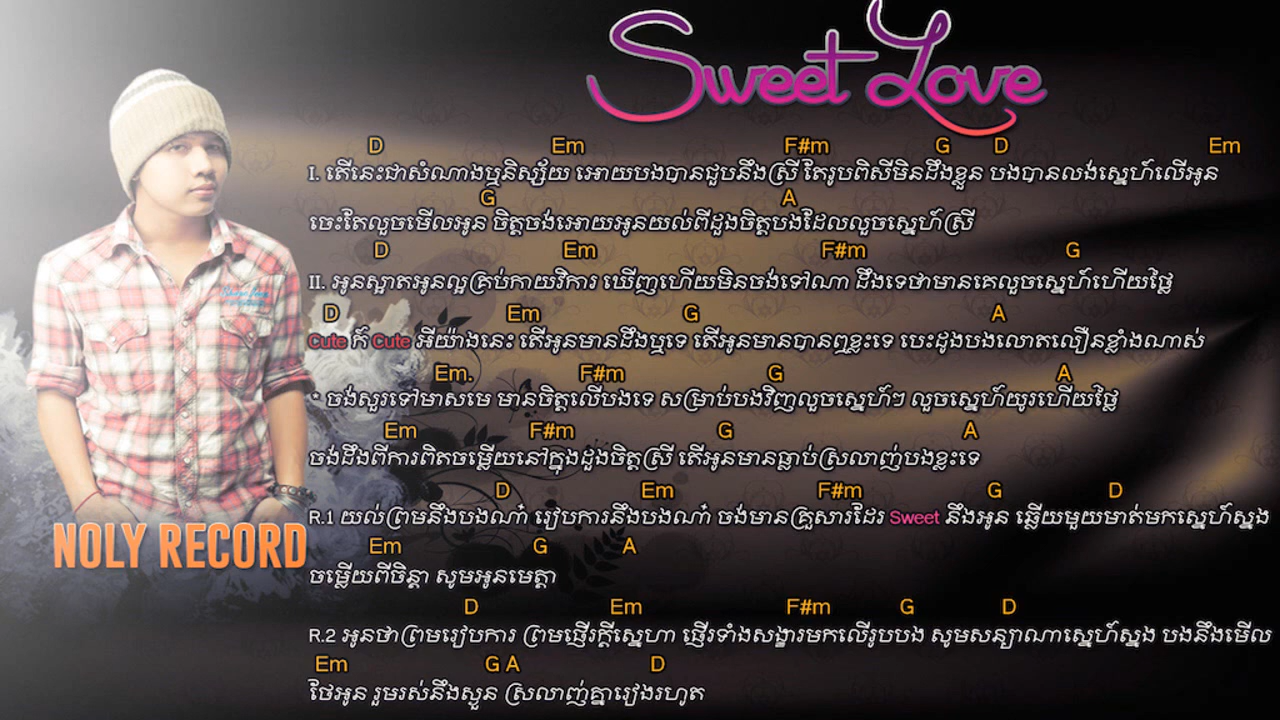 Sweet Love
D Em F#m G D Em
I. តើនេះជាសំណាងឬនិស្ស័យ អោយបងបានជួបនឹងស្រី តែរូបពិសីមិនដឹងខ្លួន បងបានលង់ស្នេហ៍លើអូន
G A
ចេះតែលួចមើលអូន ចិត្តចង់អោយអូនយល់ពីដួងចិត្តបងដែលលួចស្នេហ៍ស្រី
D Em F#m G
II. អូនស្អាតអូនល្អគ្រប់កាយវិការ ឃើញហើយមិនចង់ទៅណា ដឹងទេថាមានគេលួចស្នេហ៍ហើយថ្លៃ
D Em G A
Cute ក៏ Cute អីយ៉ាងនេះ តើអូនមានដឹងឬទេ តើអូនមានបានឮខ្លះទេ បេះដូងបងលោតលឿនខ្លាំងណាស់
Em. F#m G A
* ចង់សួរទៅមាសមេ មានចិត្តលើបងទេ សម្រាប់បងវិញលួចស្នេហ៍ៗ លួចស្នេហ៍យូរហើយថ្លៃ
Em F#m G A
ចង់ដឹងពីការពិតចម្លើយនៅក្នុងដួងចិត្តស្រី តើអូនមានធ្លាប់ស្រលាញ់បងខ្លះទេ
D Em F#m G D
R.1 យល់ព្រមនឹងបងណា៎ រៀបការនឹងបងណា៎ ចង់មានគ្រួសារដែរ Sweet នឹងអូន ឆ្លើយមួយមាត់មកស្នេហ៍ស្នង
Em G A
ចម្លើយពីចិន្តា សូមអូនមេត្តា
D Em F#m G D
R.2 អូនថាព្រមរៀបការ ព្រមផ្ញើរក្ដីស្នេហា ផ្ញើរទាំងសង្ខារមកលើរូបបង សូមសន្យាណាស្នេហ៍ស្នង បងនឹងមើល
Em G A D
ថែអូន រួមរស់នឹងស្ងួន ស្រលាញ់គ្នារៀងរហូត
NOLY RECORD